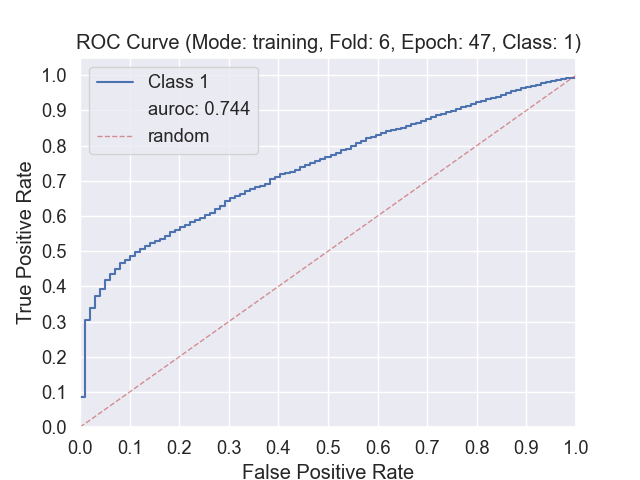 ROC Curve (Mode: training, Fold: 6, Epoch: 47, Class: 1)
Class 1
auroc: 0.744
random
True Positive Rate
1.0
0.9
0.8
0.7
0.6
0.5
0.4
0.3
0.2
0.1
0.0
0.0 0.1 0.2 0.3 0.4 0.5 0.6 0.7 0.8 0.9 1.0
False Positive Rate